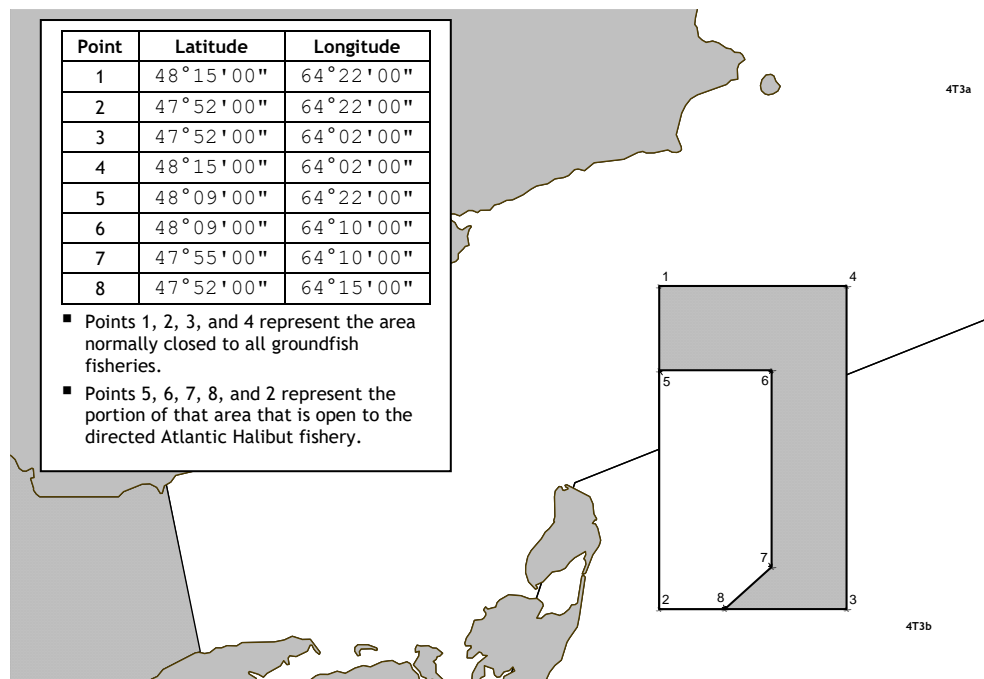 Point Latitude Longitude
1 48°15'00" 64°22'00"
2 47°52'00" 64°22'00"
3 47°52'00" 64°02'00"
4 48°15'00" 64°02'00"
5 48°09'00" 64°22'00"
6 48°09'00" 64°10'00"
7 47°55'00" 64°10'00"
8 47°52'00" 64°15'00"
▪ Points 1, 2, 3, and 4 represent the area
normally closed to all groundfish
fisheries.
▪ Points 5, 6, 7, 8, and 2 represent the
portion of that area that is open to the
directed Atlantic Halibut fishery.
4T3a
1 4
5 6
7
2 8 3
4T3b